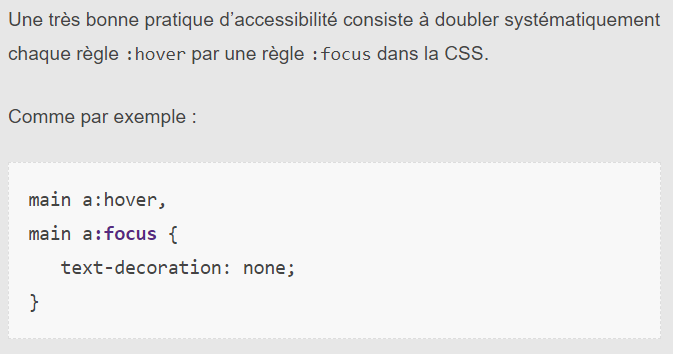 Une très bonne pratique d’accessibilité consiste à doubler systématiquement
chaque règle :hover par une règle :focus dans la CSS.
Comme par exemple :
main a:hover,
main a:focus {
   text-decoration: none;
}